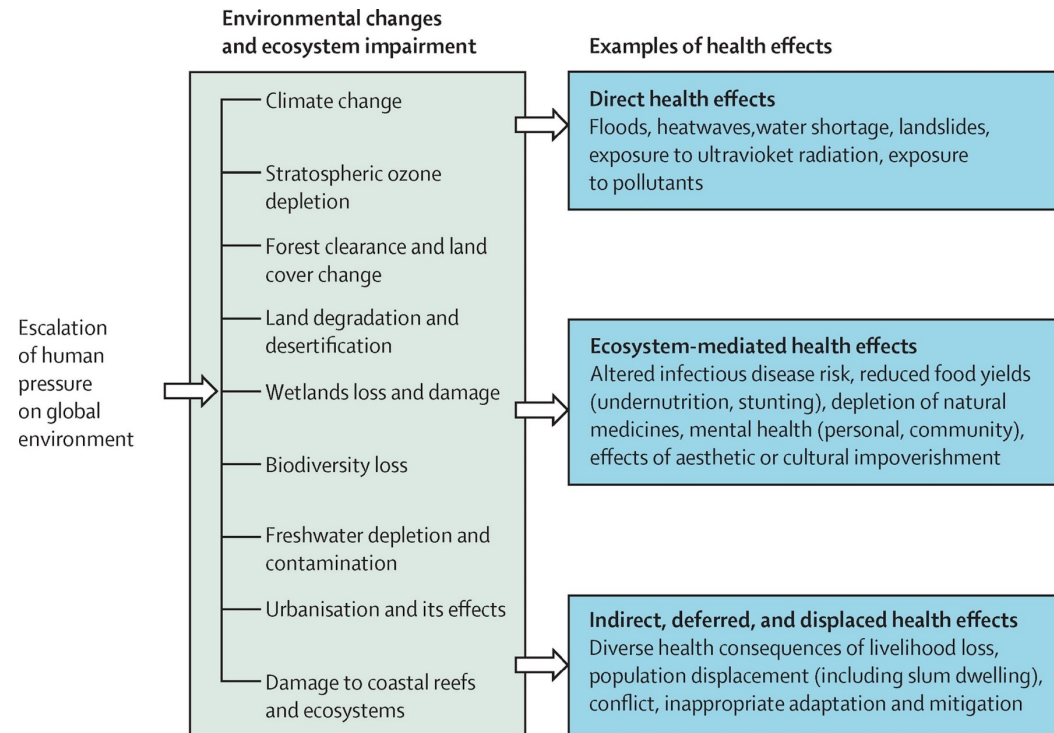 Environmental changes
and ecosystem impairment
Examples of health effects
Escalation
of human
pressure
on global
environment
Climate change
Stratospheric ozone
depletion
Forest clearance and land
cover change
Land degradation and
desertification
Wetlands loss and damage
Biodiversity loss
Freshwater depletion and
contamination
Urbanisation and its effects
Damage to coastal reefs
and ecosystems
Direct health effects
Floods, heatwaves,water shortage, landslides,
exposure to ultravioket radiation, exposure
to pollutants
Ecosystem-mediated health effects
Altered infectious disease risk, reduced food yields
(undernutrition, stunting), depletion of natural
medicines, mental health (personal, community),
effects of aesthetic or cultural impoverishment
Indirect, deferred, and displaced health effects
Diverse health consequences of livelihood loss,
population displacement (including slum dwelling),
conflict, inappropriate adaptation and mitigation